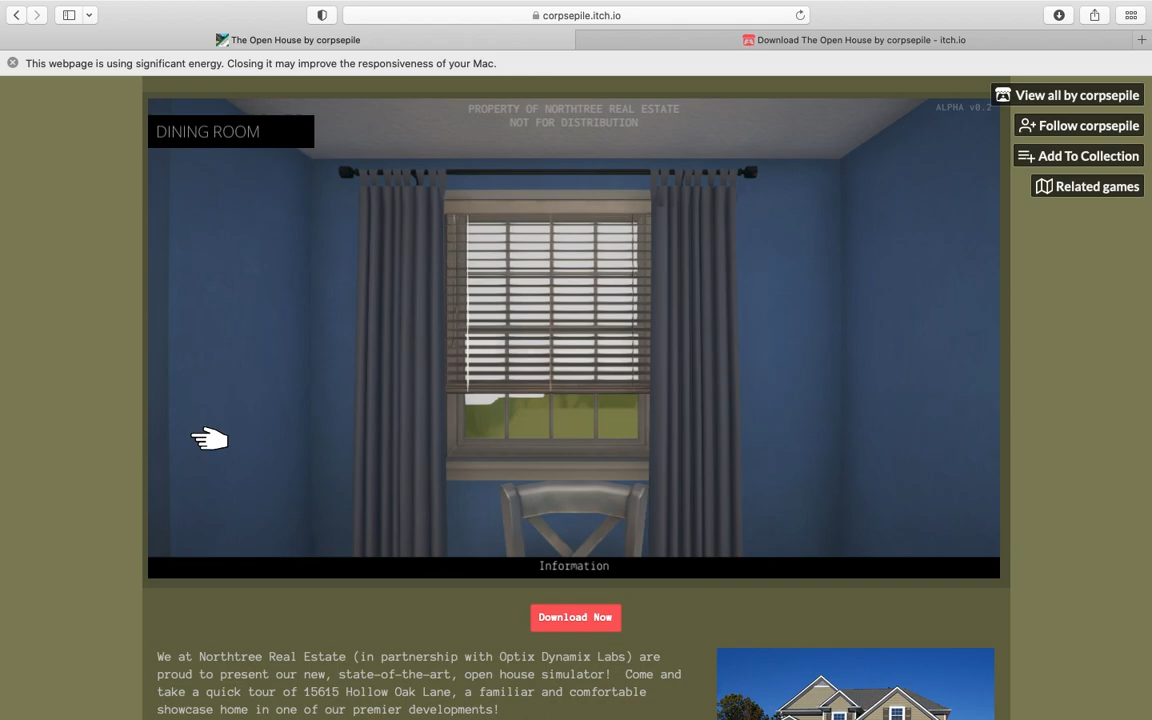 corpsepile.itch.io
The Open House by corpsepile
Download The Open House by corpsepile - itch.io
This webpage is using significant energy. Closing it may improve the responsiveness of your Mac.
View all by corpsepile
Follow corpsepile
Add To Collection
Related games
PROPERTY OF NORTHTREE REAL ESTATE
NOT FOR DISTRIBUTION
ALPHA v0.2
DINING ROOM
Information
Download Now
We at Northtree Real Estate (in partnership with Optix Dynamix Labs) are
proud to present our new, state-of-the-art, open house simulator! Come and
take a quick tour of 15615 Hollow Oak Lane, a familiar and comfortable
showcase home in one of our premier developments!